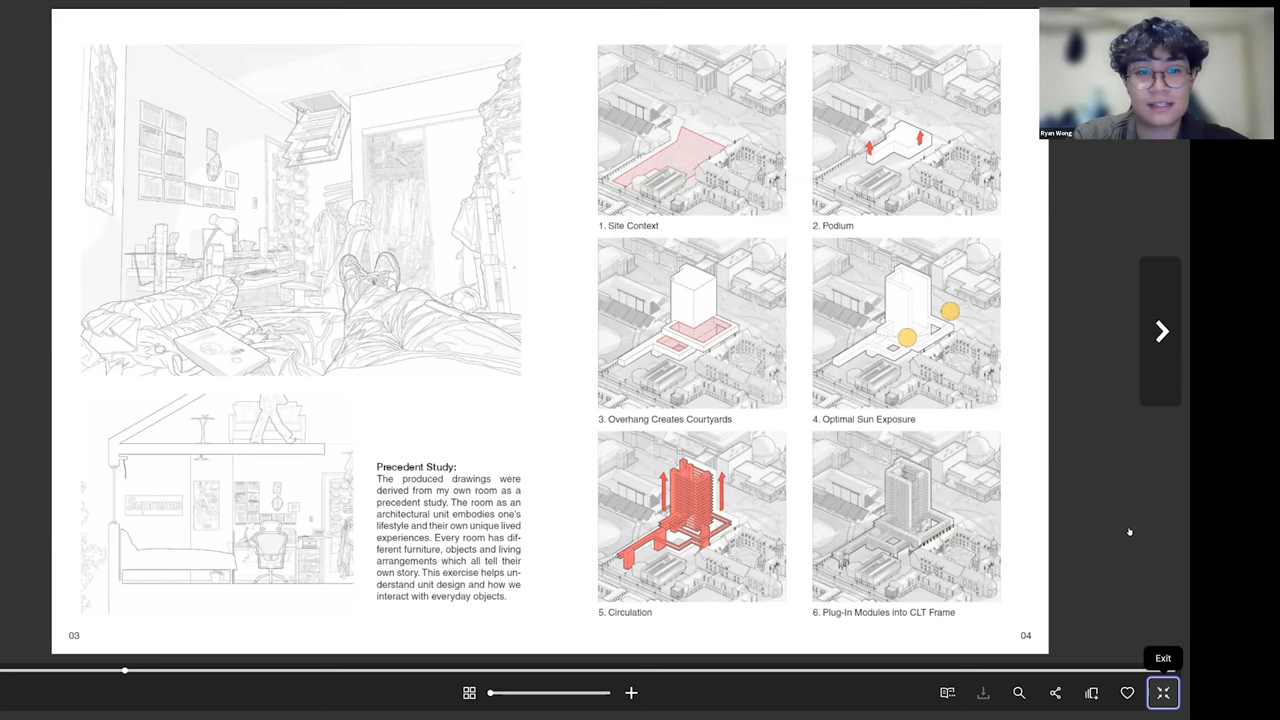 Ryan Wong
Supreme
Precedent Study:
The produced drawings were
derived from my own room as a
precedent study. The room as an
architectural unit embodies one's
lifestyle and their own unique lived
experiences. Every room has dif-
ferent furniture, objects and living
arrangements which all tell their
own story. This exercise helps un-
derstand unit design and how we
interact with everyday objects.
03
1. Site Context
2. Podium
3. Overhang Creates Courtyards
4. Optimal Sun Exposure
5. Circulation
6. Plug-In Modules into CLT Frame
04
Exit